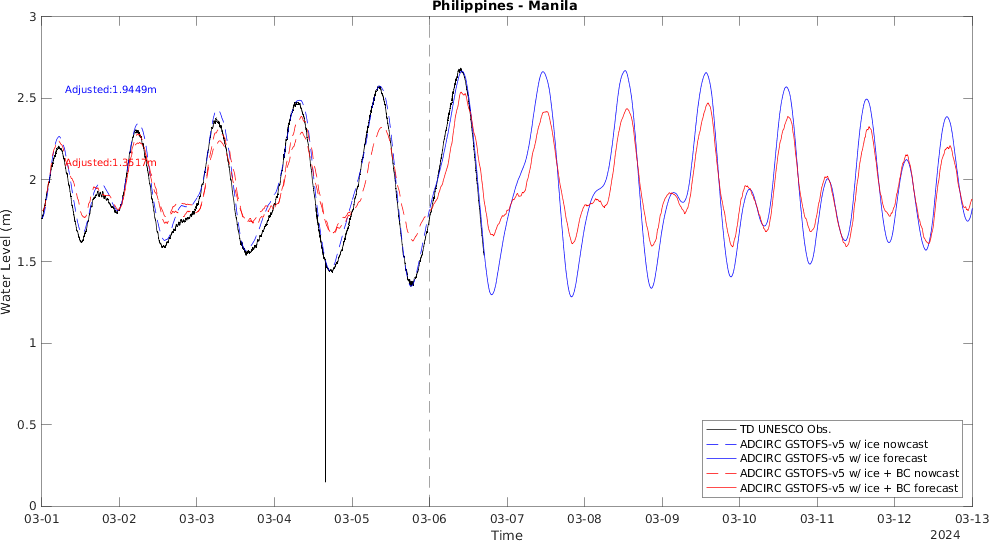 Philippines - Manila
Water Level (m)
3
2.5
2
1.5
1
0.5
0
Adjusted:1.9449m
Adjusted:1.3517m
TD UNESCO Obs.
ADCIRC GSTOFS-v5 w/ ice nowcast
ADCIRC GSTOFS-v5 w/ ice forecast
ADCIRC GSTOFS-v5 w/ ice + BC nowcast
ADCIRC GSTOFS-v5 w/ ice + BC forecast
03-01 03-02 03-03 03-04 03-05 03-06 03-07 03-08 03-09 03-10 03-11 03-12 03-13
Time
2024